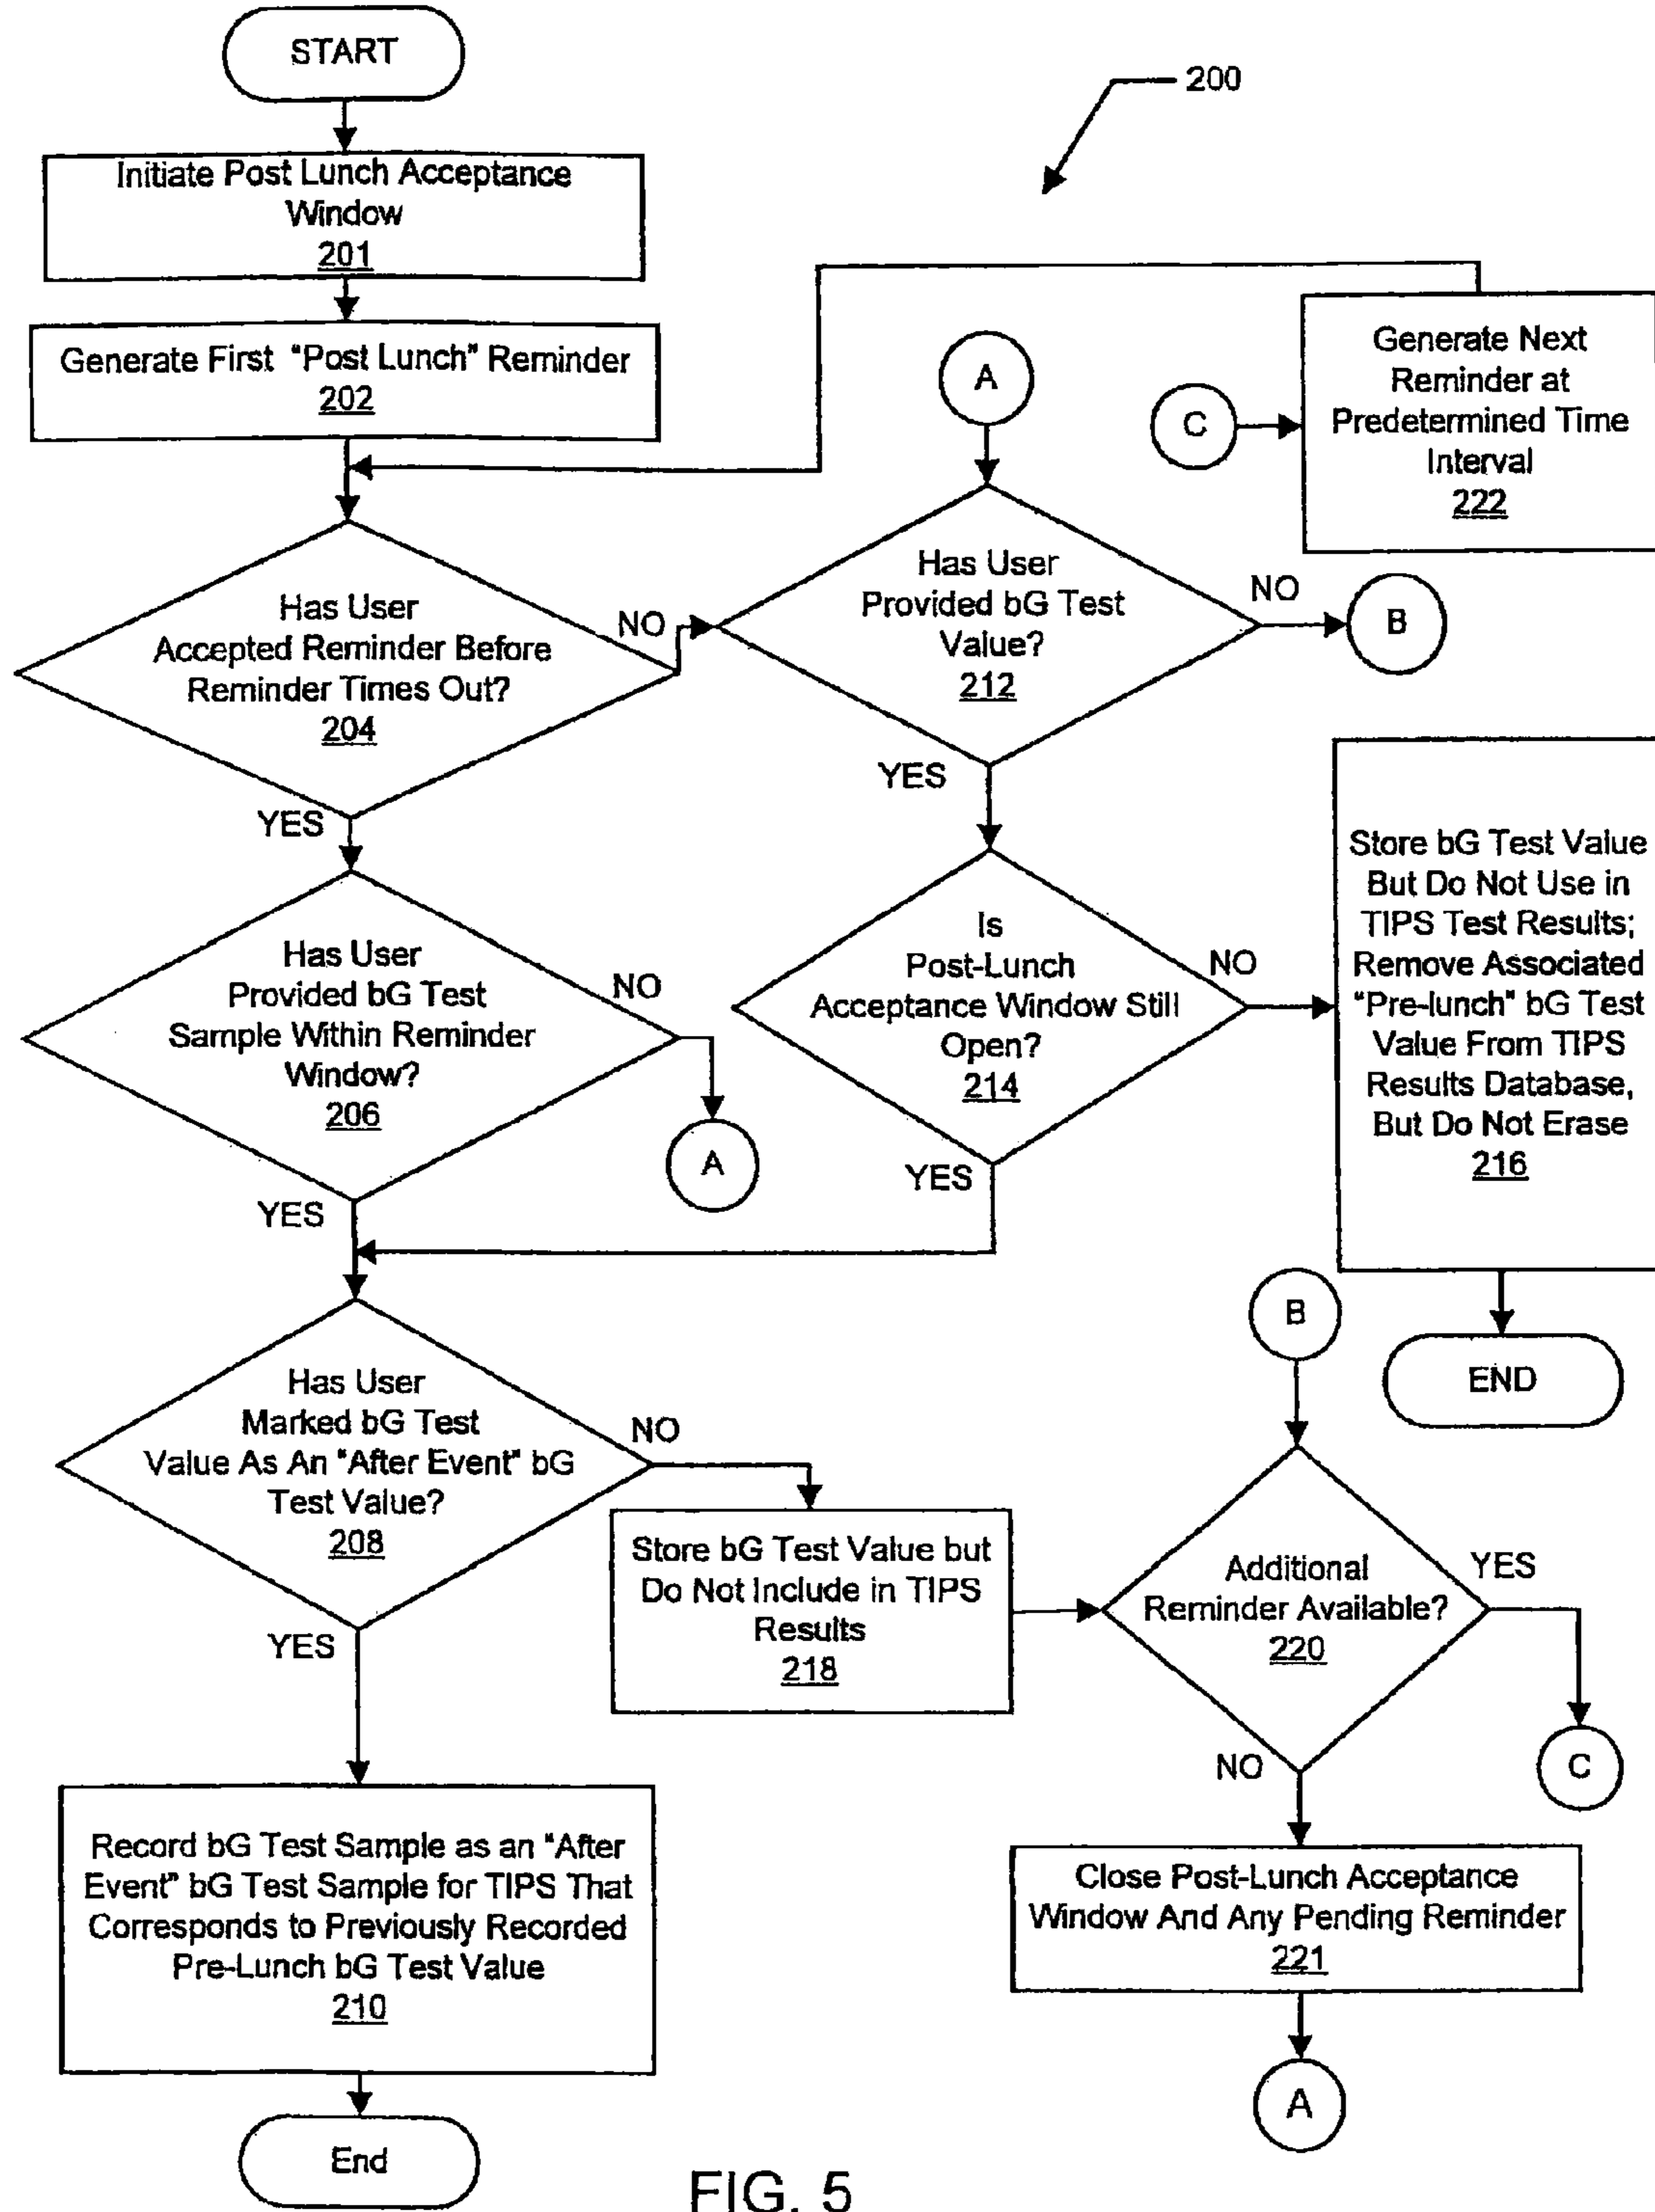 START
200
Initiate Post Lunch Acceptance
Window
201
Generate First "Post Lunch" Reminder
202
A
C
Generate Next
Reminder at
Predetermined Time
Interval
222
Has User
Accepted Reminder Before
Reminder Times Out?
204
NO
YES
Has User
Provided bG Test
Value?
212
NO
B
YES
Has User
Provided bG Test
Sample Within Reminder
Window?
206
NO
A
YES
Is
Post-Lunch
Acceptance Window Still
Open?
214
NO
YES
Store bG Test Value
But Do Not Use in
TIPS Test Results;
Remove Associated
"Pre-lunch" bG Test
Value From TIPS
Results Database,
But Do Not Erase
216
END
Has User
Marked bG Test
Value As An "After Event" bG
Test Value?
208
NO
YES
Store bG Test Value but
Do Not Include in TIPS
Results
218
B
Additional
Reminder Available?
220
YES
C
NO
Record bG Test Sample as an "After
Event" bG Test Sample for TIPS That
Corresponds to Previously Recorded
Pre-Lunch bG Test Value
210
End
Close Post-Lunch Acceptance
Window And Any Pending Reminder
221
A
FIG. 5